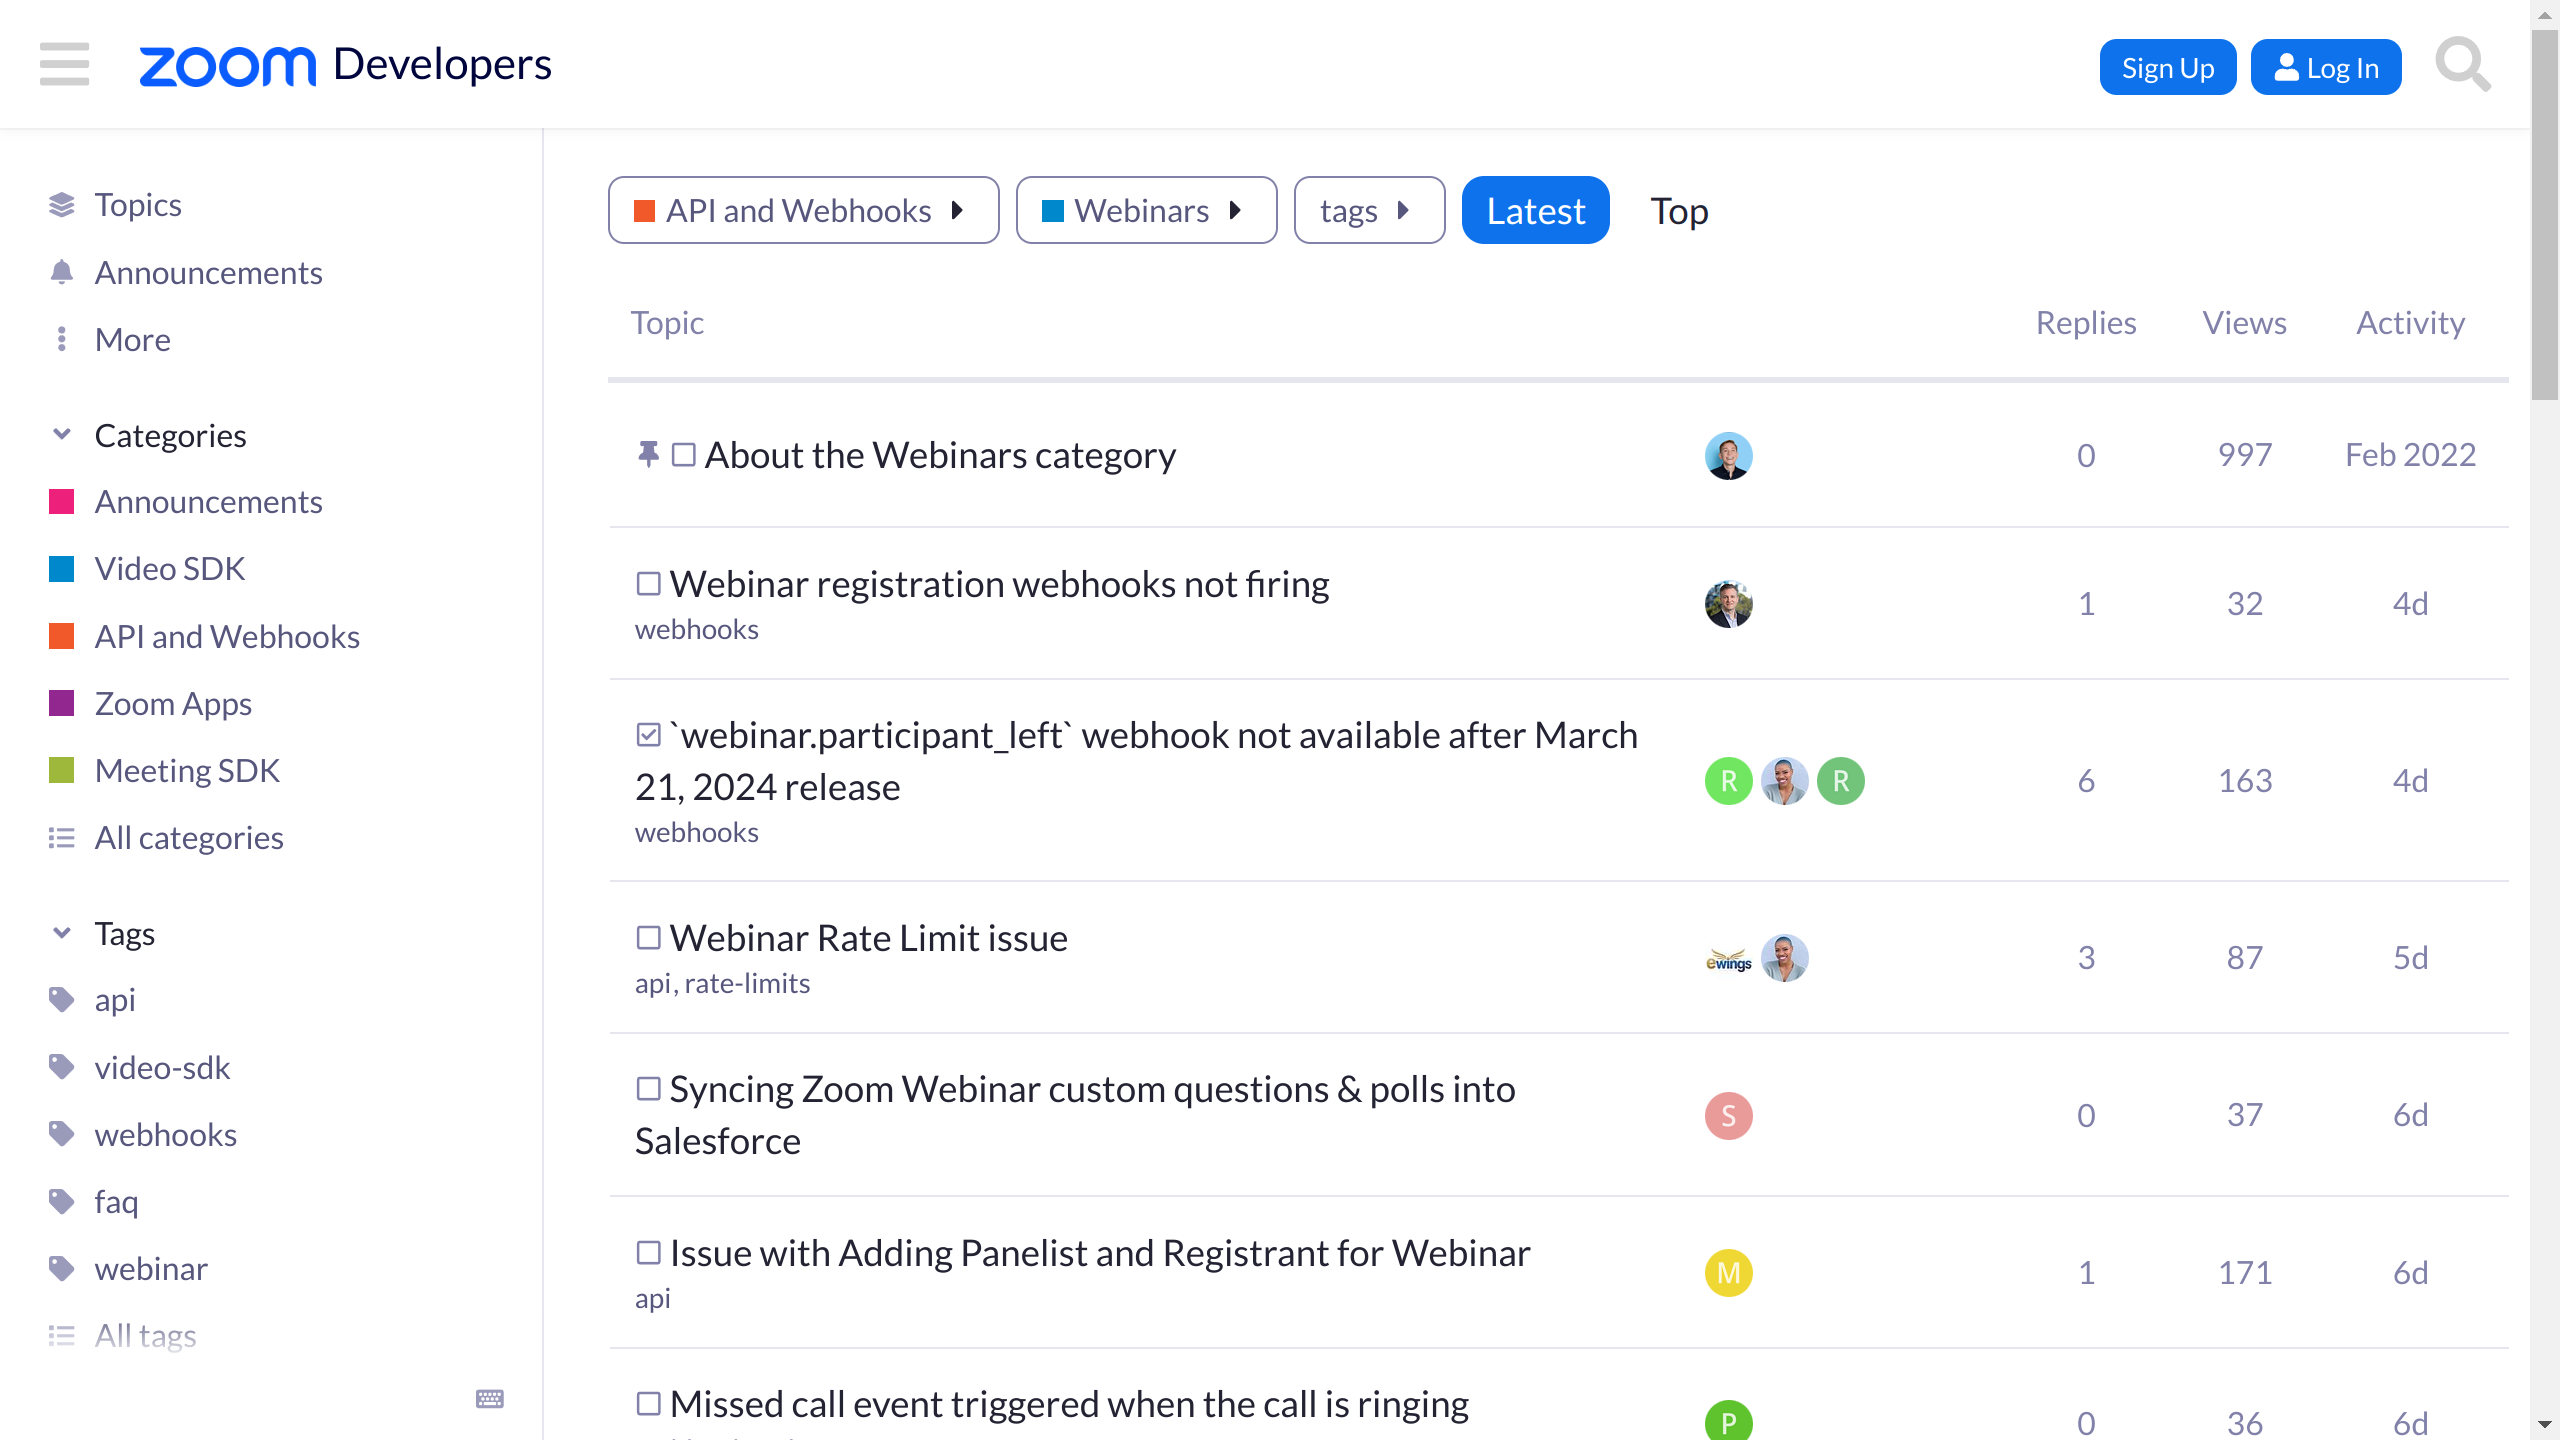 zoom Developers
Sign Up
Log In
Topics
Announcements
More
Categories
Announcements
Video SDK
API and Webhooks
Zoom Apps
Meeting SDK
All categories
Tags
api
video-sdk
webhooks
faq
webinar
All tags
API and Webhooks
Webinars
tags
Latest
Top
Topic Replies Views Activity
About the Webinars category 0 997 Feb 2022
Webinar registration webhooks not firing
webhooks
1 32 4d
`webinar.participant_left` webhook not available after March
21, 2024 release
webhooks
R R 6 163 4d
Webinar Rate Limit issue
api, rate-limits
ewings 3 87 5d
Syncing Zoom Webinar custom questions & polls into
Salesforce
S 0 37 6d
Issue with Adding Panelist and Registrant for Webinar
api
M 1 171 6d
Missed call event triggered when the call is ringing
P 0 36 6d